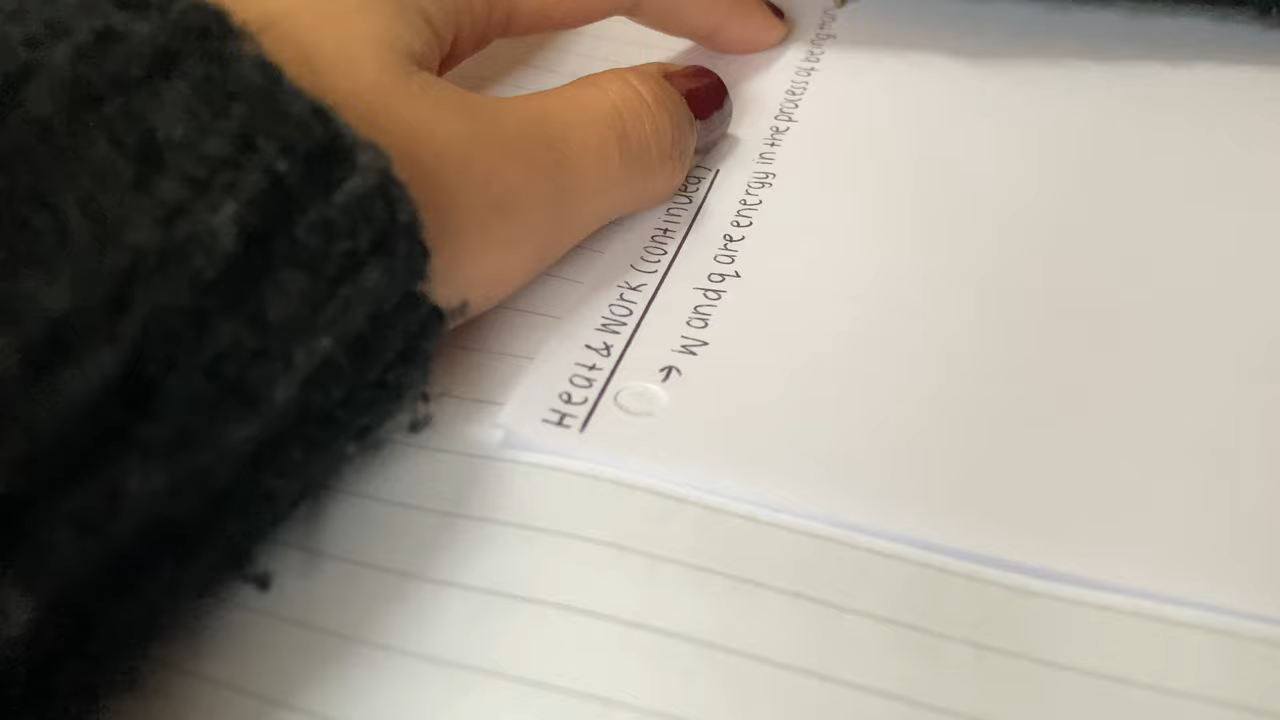 Heat & Work (continued)
→ W and q are energy in the process of being